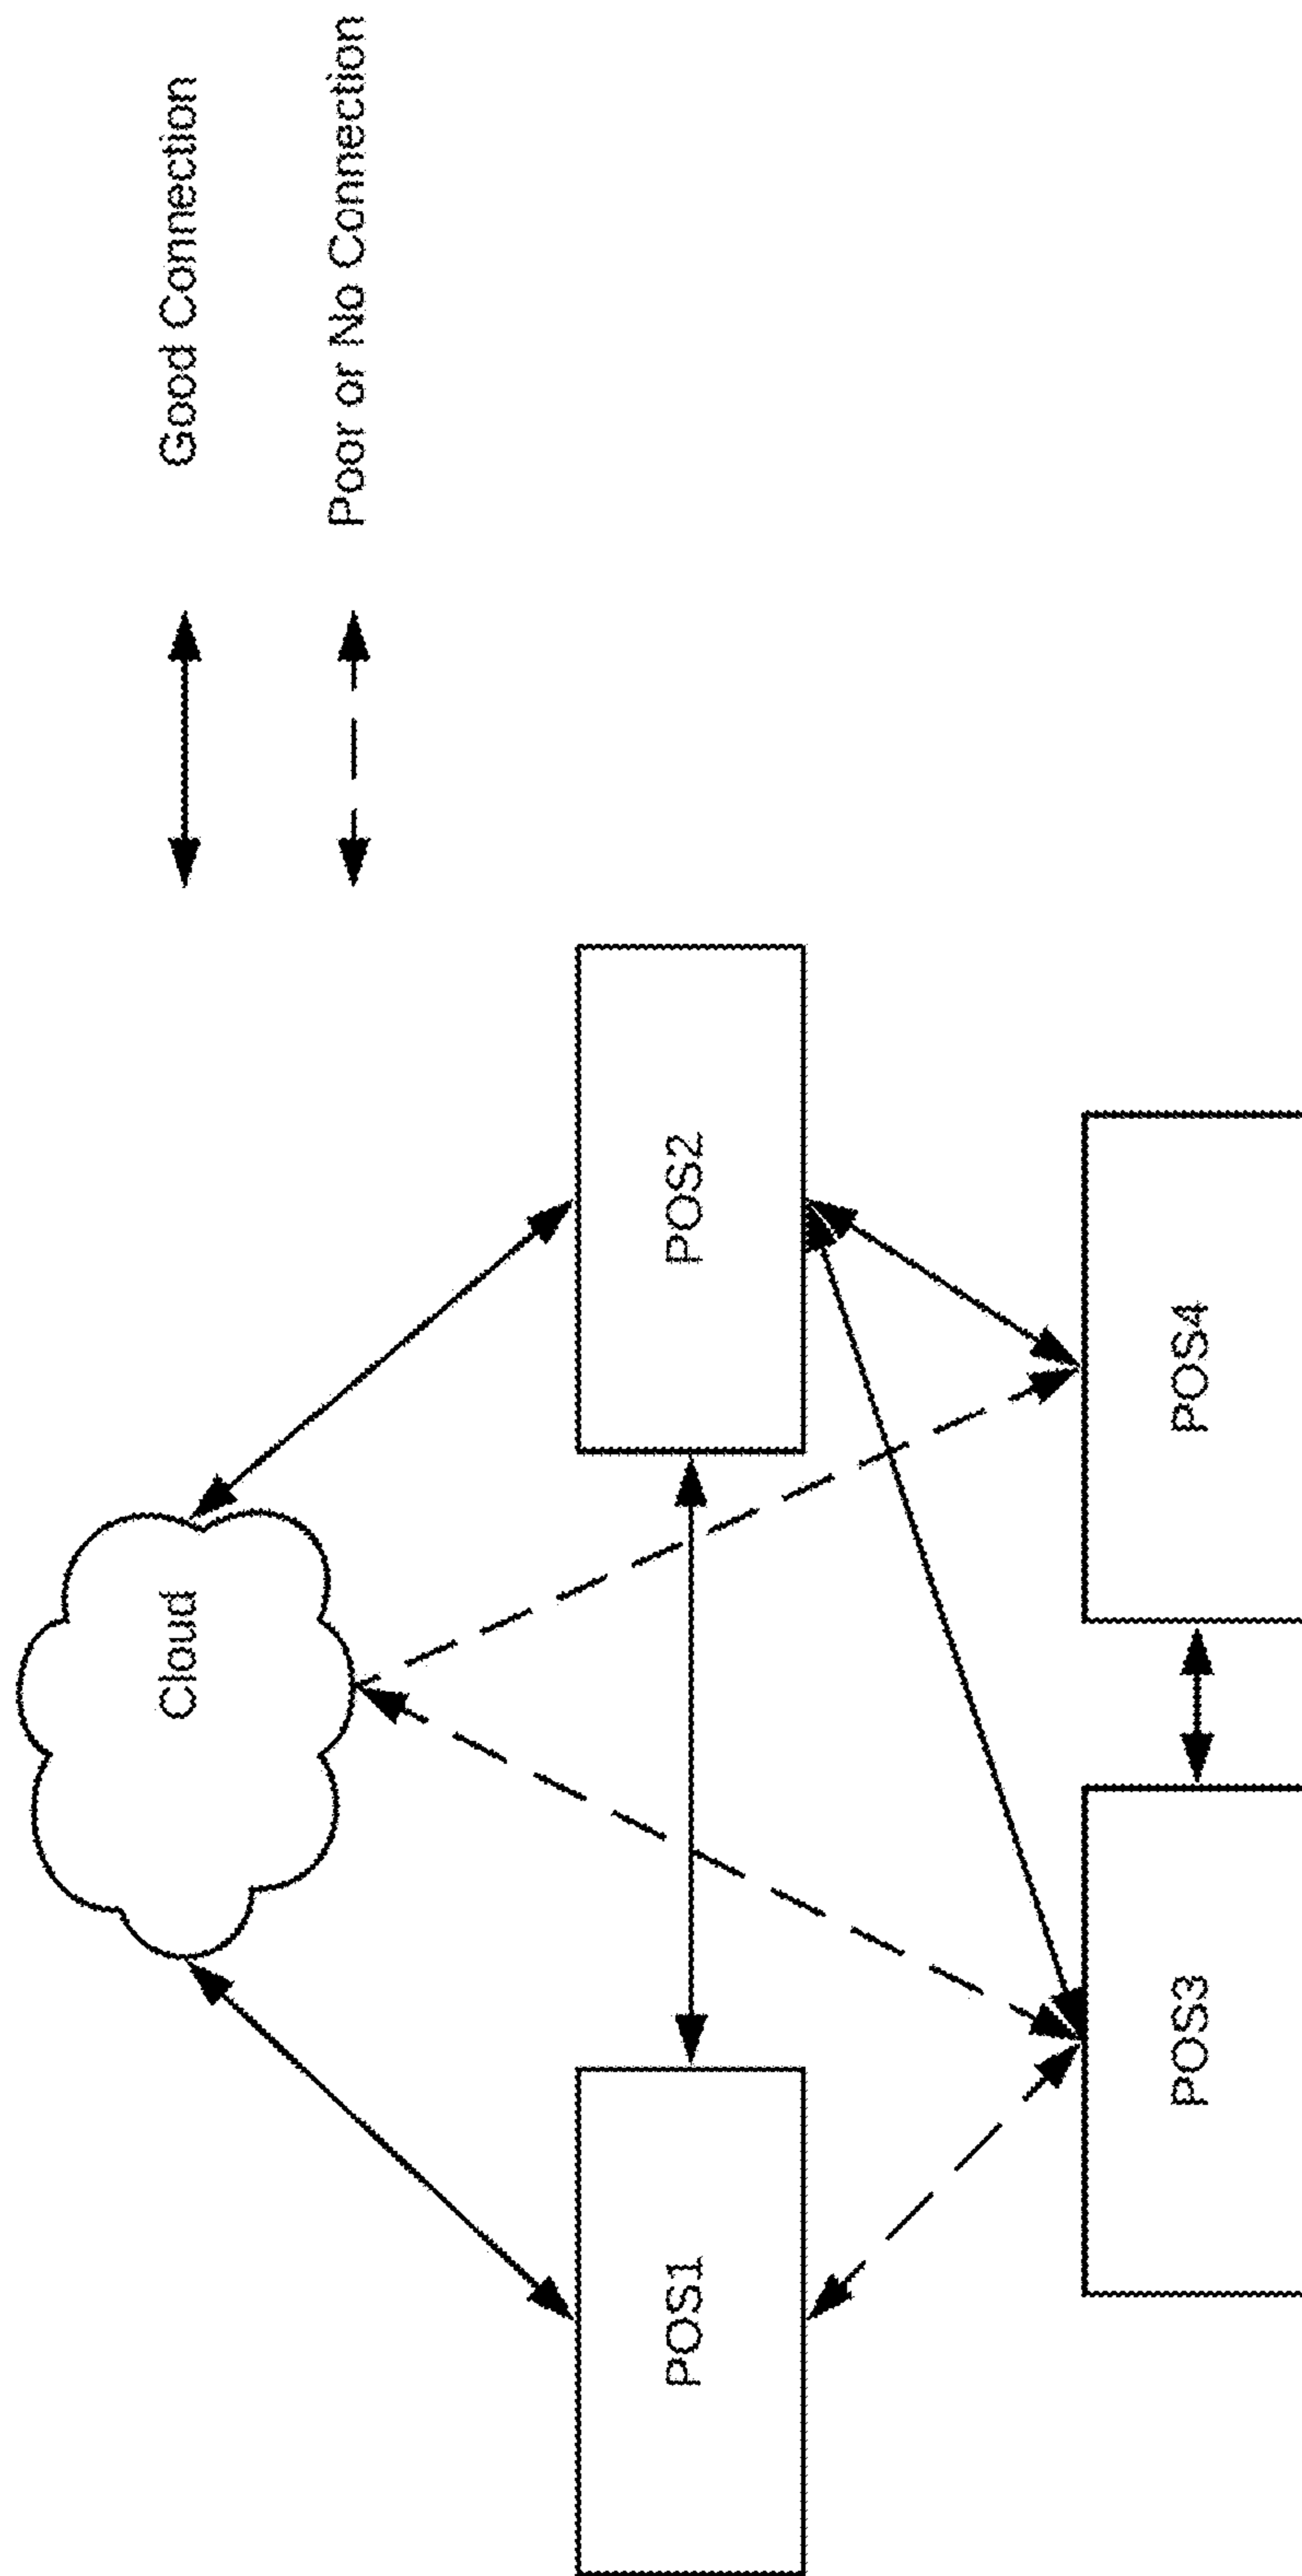 Cloud
Good Connection
Poor or No Connection
POS1
POS2
POS3
POS4